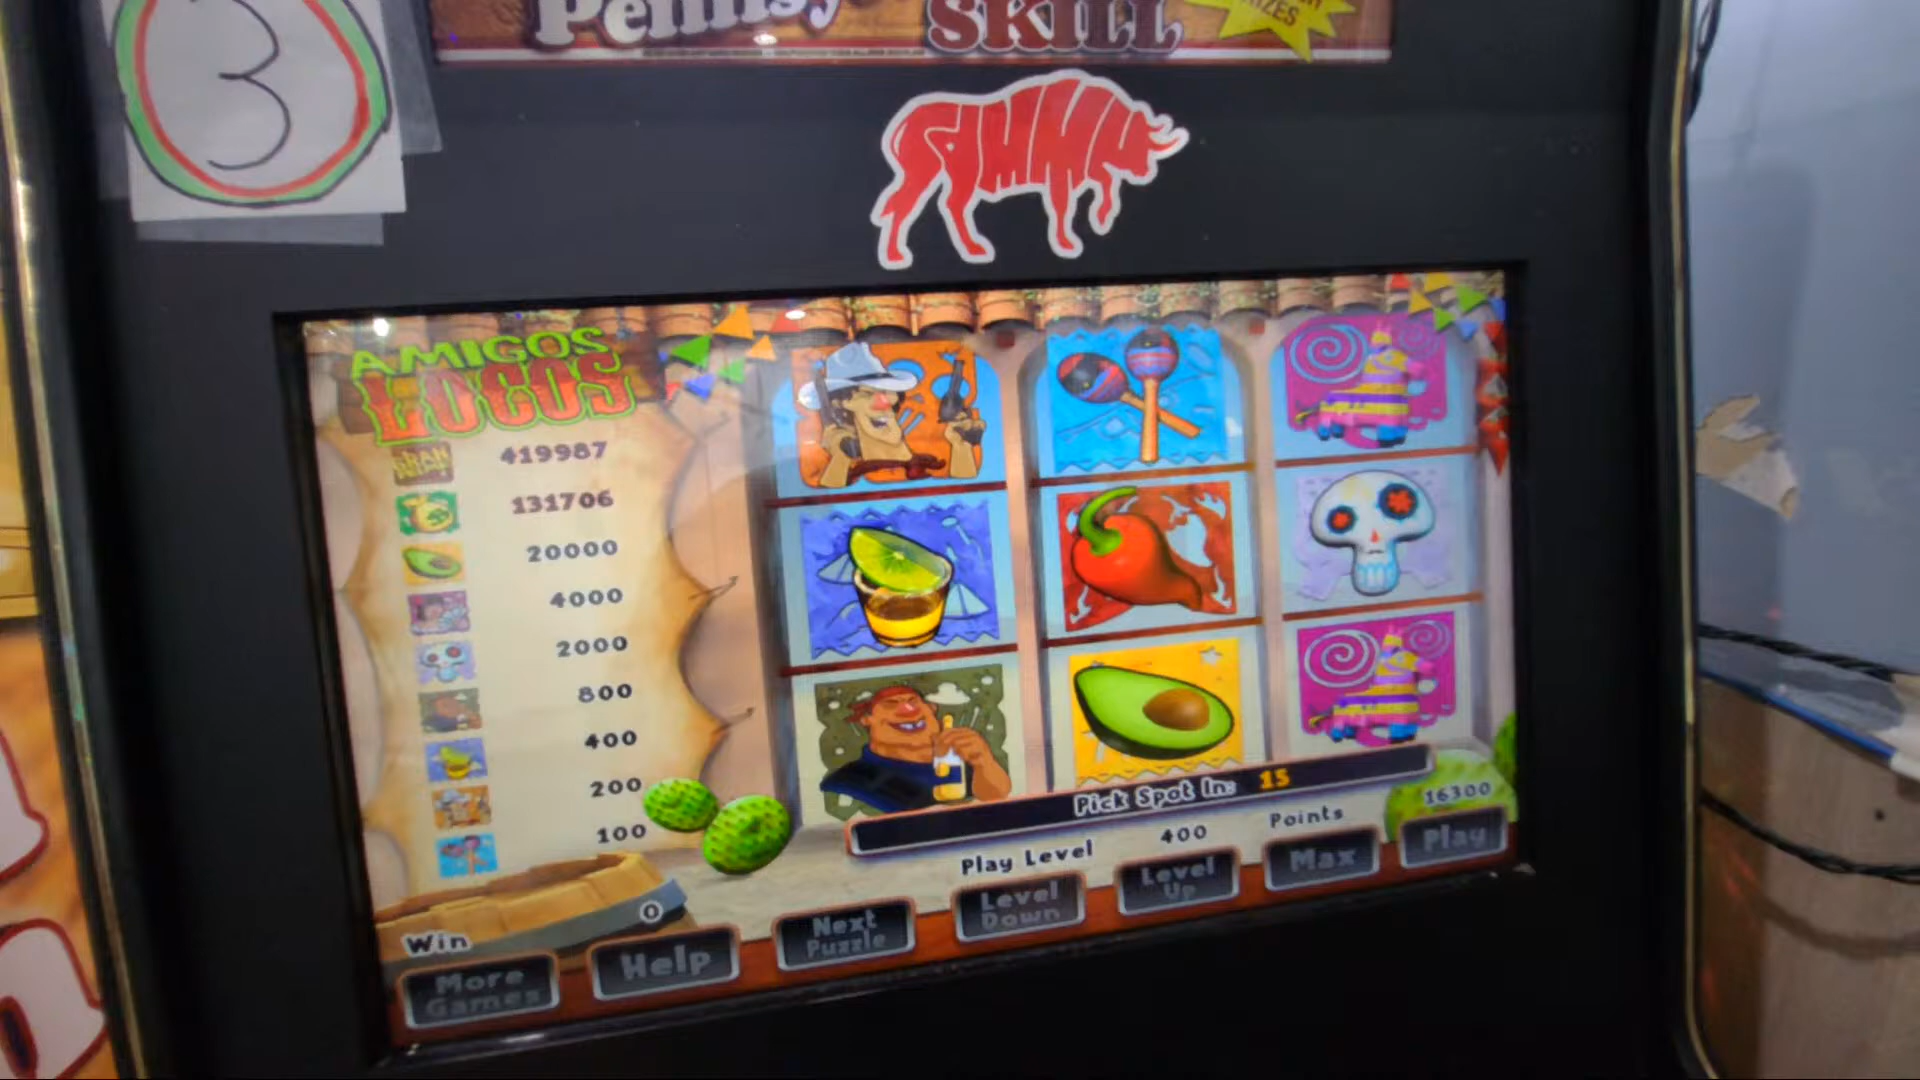 3
SKILL
SAMMY
AMIGOS
LOCOS
419987
131706
20000
4000
2000
800
400
200
100
Pick Spot In: 15
Play Level
400
Points
16300
Win
0
More
Games
Help
Next
Puzzle
Level
Down
Level
Up
Max
Play